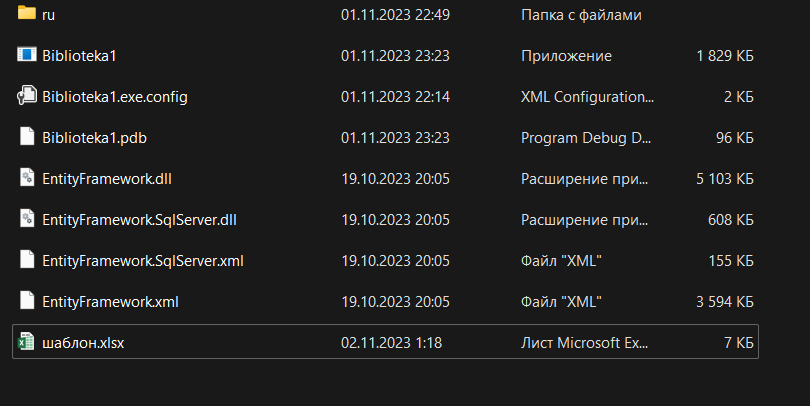 ru 01.11.2023 22:49 Папка с файлами
Biblioteka1 01.11.2023 23:23 Приложение 1 829 КБ
Biblioteka1.exe.config 01.11.2023 22:14 XML Configuration... 2 КБ
Biblioteka1.pdb 01.11.2023 23:23 Program Debug D... 96 КБ
EntityFramework.dll 19.10.2023 20:05 Расширение при... 5 103 КБ
EntityFramework.SqlServer.dll 19.10.2023 20:05 Расширение при... 608 КБ
EntityFramework.SqlServer.xml 19.10.2023 20:05 Файл "XML" 155 КБ
EntityFramework.xml 19.10.2023 20:05 Файл "XML" 3 594 КБ
шаблон.xlsx 02.11.2023 1:18 Лист Microsoft Ex... 7 КБ